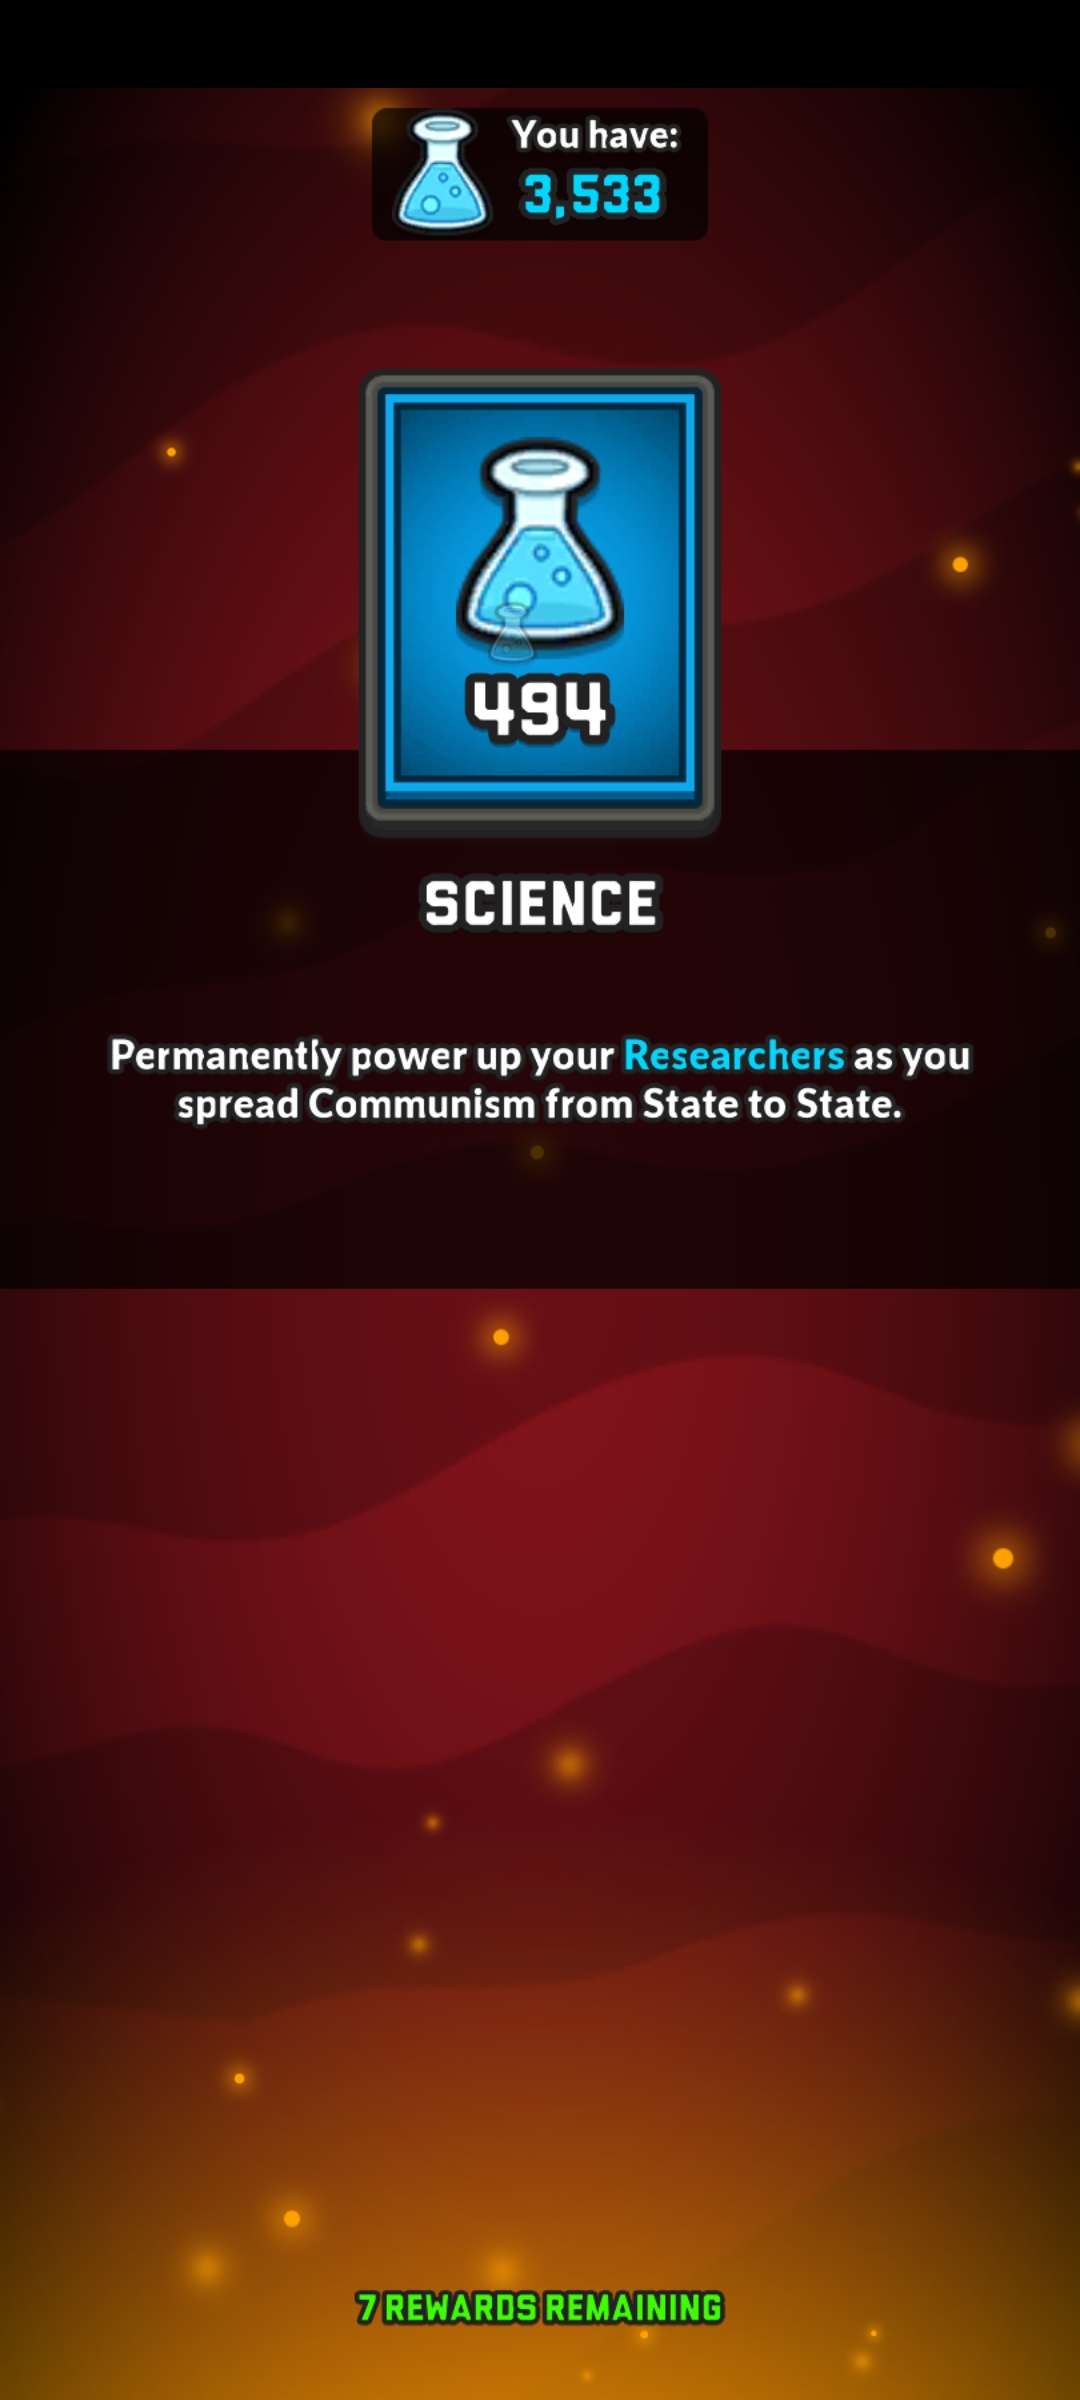 You have:
3,533
494
SCIENCE
Permanently power up your Researchers as you
spread Communism from State to State.
7 REWARDS REMAINING